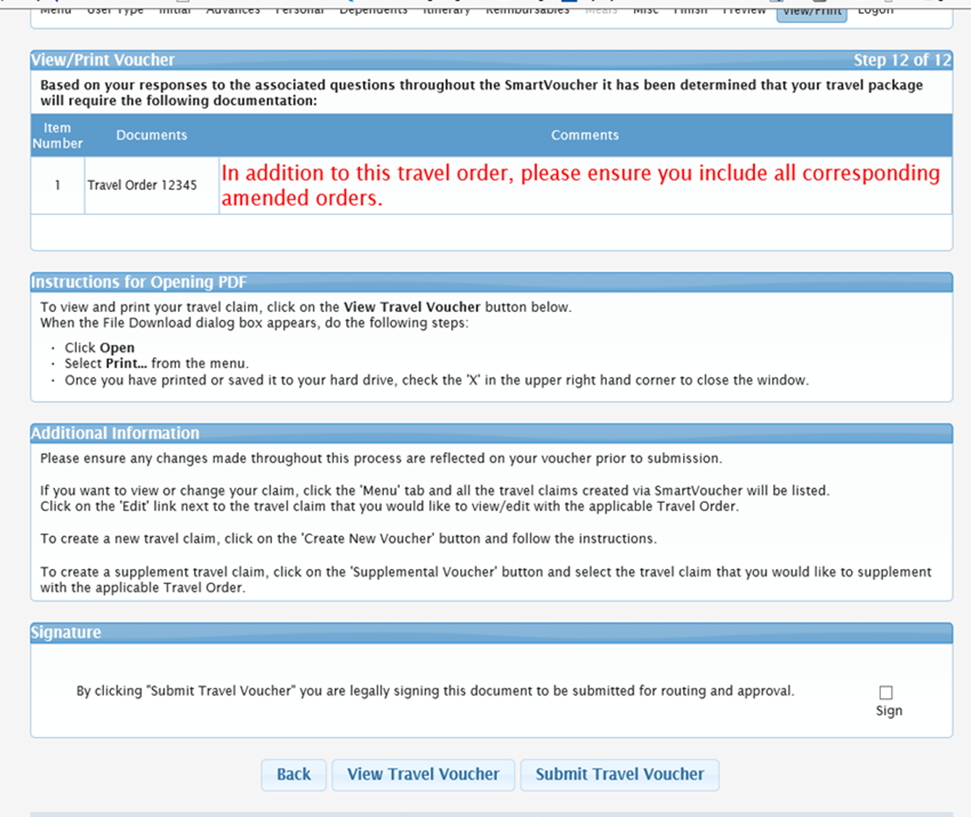 Menu User Type Initial Advances Personal Dependents Itinerary Reimbursables Meals Misc Finish Preview View/Print Logon
View/Print Voucher Step 12 of 12
Based on your responses to the associated questions throughout the SmartVoucher it has been determined that your travel package
will require the following documentation:
Item
Number Documents Comments
1 Travel Order 12345 In addition to this travel order, please ensure you include all corresponding
amended orders.
Instructions for Opening PDF
To view and print your travel claim, click on the View Travel Voucher button below.
When the File Download dialog box appears, do the following steps:
· Click Open
· Select Print... from the menu.
· Once you have printed or saved it to your hard drive, check the 'X' in the upper right hand corner to close the window.
Additional Information
Please ensure any changes made throughout this process are reflected on your voucher prior to submission.
If you want to view or change your claim, click the 'Menu' tab and all the travel claims created via SmartVoucher will be listed.
Click on the 'Edit' link next to the travel claim that you would like to view/edit with the applicable Travel Order.
To create a new travel claim, click on the 'Create New Voucher' button and follow the instructions.
To create a supplement travel claim, click on the 'Supplemental Voucher' button and select the travel claim that you would like to supplement
with the applicable Travel Order.
Signature
By clicking "Submit Travel Voucher" you are legally signing this document to be submitted for routing and approval.
Sign
Back View Travel Voucher Submit Travel Voucher